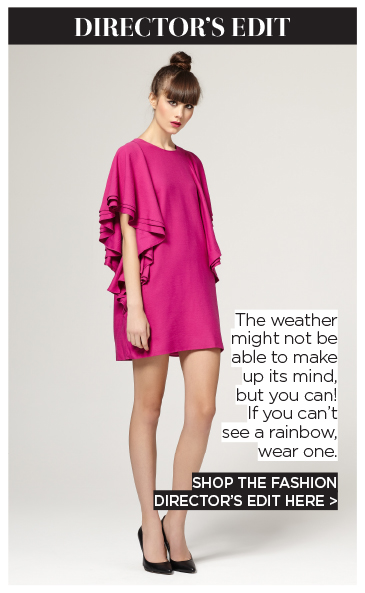 DIRECTOR'S EDIT
The weather
might not be
able to make
up its mind,
but you can!
If you can't
see a rainbow,
wear one.
SHOP THE FASHION
DIRECTOR'S EDIT HERE >